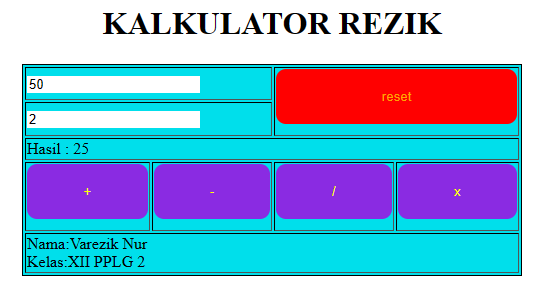 KALKULATOR REZIK
50
reset
2
Hasil : 25
+ - / x
Nama:Varezik Nur
Kelas:XII PPLG 2